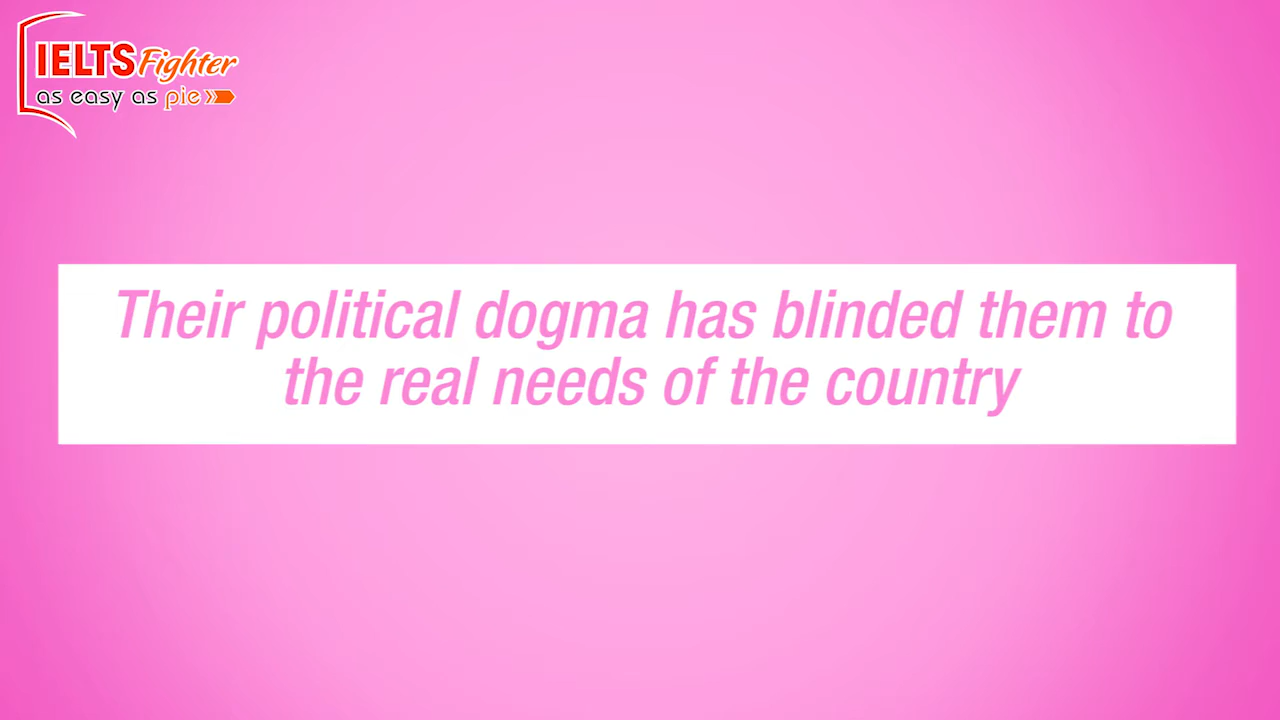 IELTS Fighter
as easy as pie
Their political dogma has blinded them to
the real needs of the country